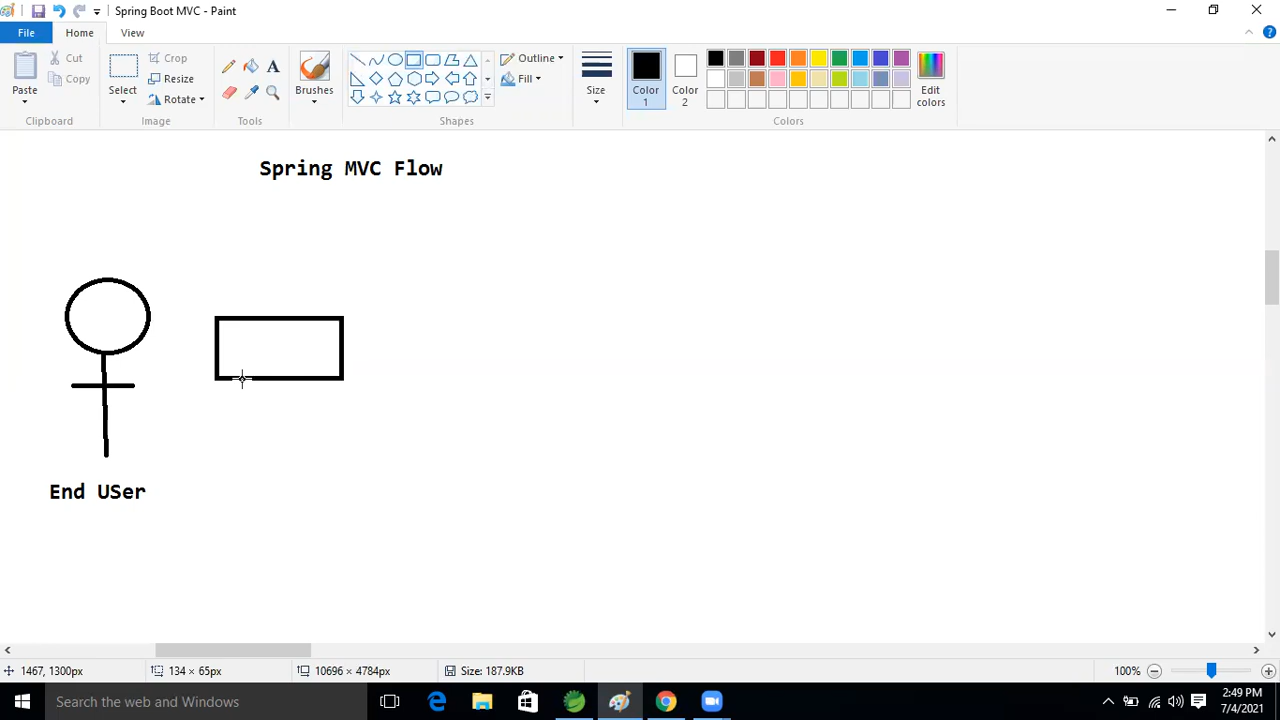 Spring Boot MVC - Paint
File Home View
Paste
Cut
Copy
Clipboard
Select
Crop
Resize
Rotate
Image
Tools
Brushes
Shapes
Outline
Fill
Size
Color 1
Color 2
Edit colors
Colors
Spring MVC Flow
End USer
1467, 1300px
134 × 65px
10696 × 4784px
Size: 187.9KB
100%
Search the web and Windows
2:49 PM
7/4/2021